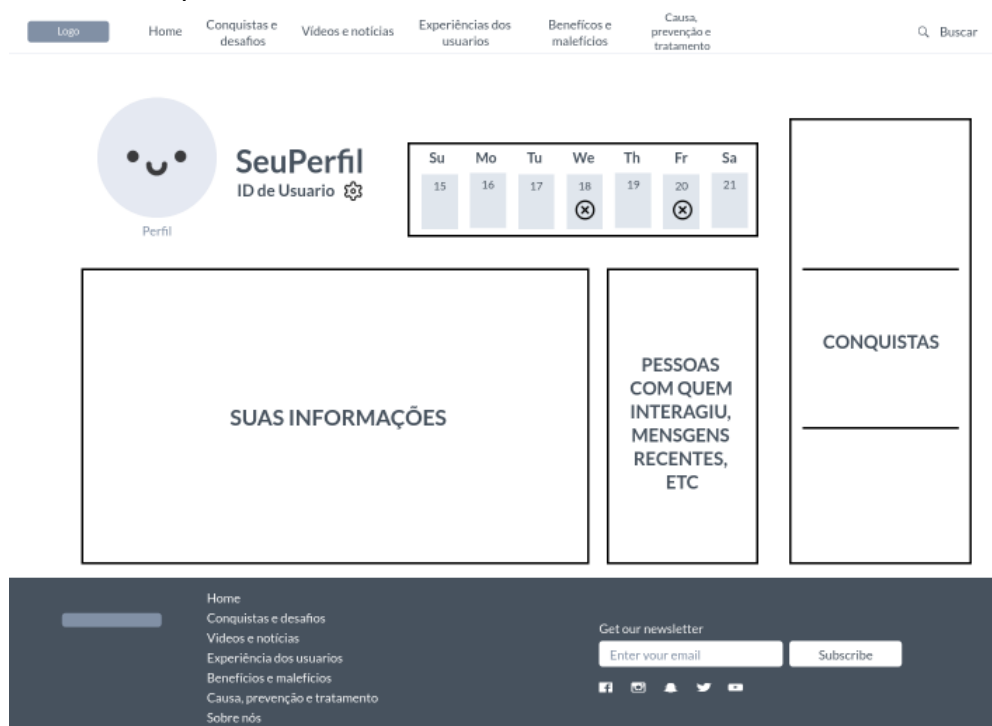 Logo
Home
Conquistas e
desafios
Vídeos e notícias
Experiências dos
usuarios
Benefícos e
malefícios
Causa,
prevenção e
tratamento
Buscar
SeuPerfil
ID de Usuario
Perfil
Su Mo Tu We Th Fr Sa
15 16 17 18 19 20 21
CONQUISTAS
SUAS INFORMAÇÕES
PESSOAS
COM QUEM
INTERAGIU,
MENSGENS
RECENTES,
ETC
Home
Conquistas e desafios
Videos e notícias
Experiência dos usuarios
Benefícios e malefícios
Causa, prevenção e tratamento
Sobre nós
Get our newsletter
Enter your email
Subscribe